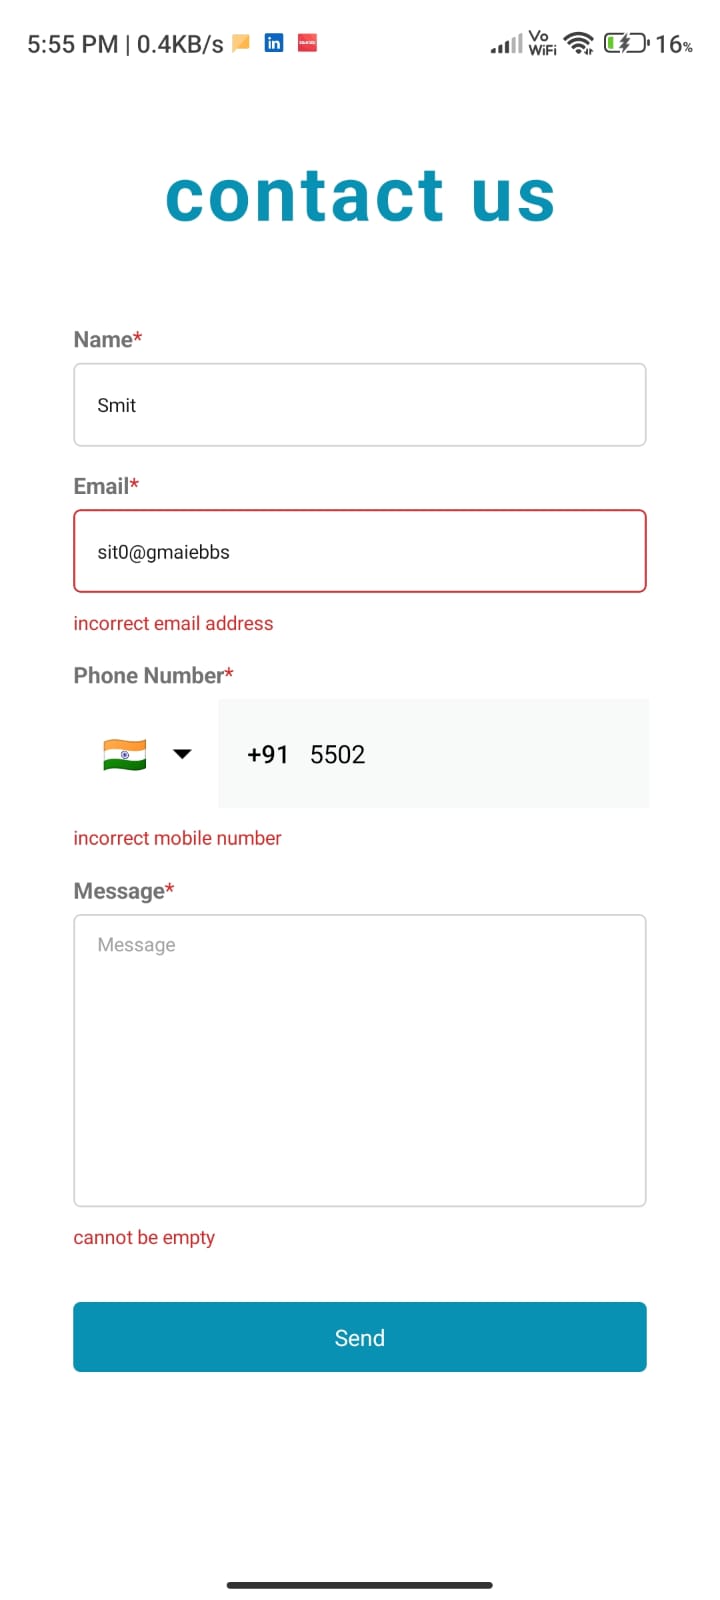 5:55 PM | 0.4KB/s in Vo WiFi 16%
contact us
Name*
Smit
Email*
sit0@gmaiebbs
incorrect email address
Phone Number*
+91 5502
incorrect mobile number
Message*
Message
cannot be empty
Send